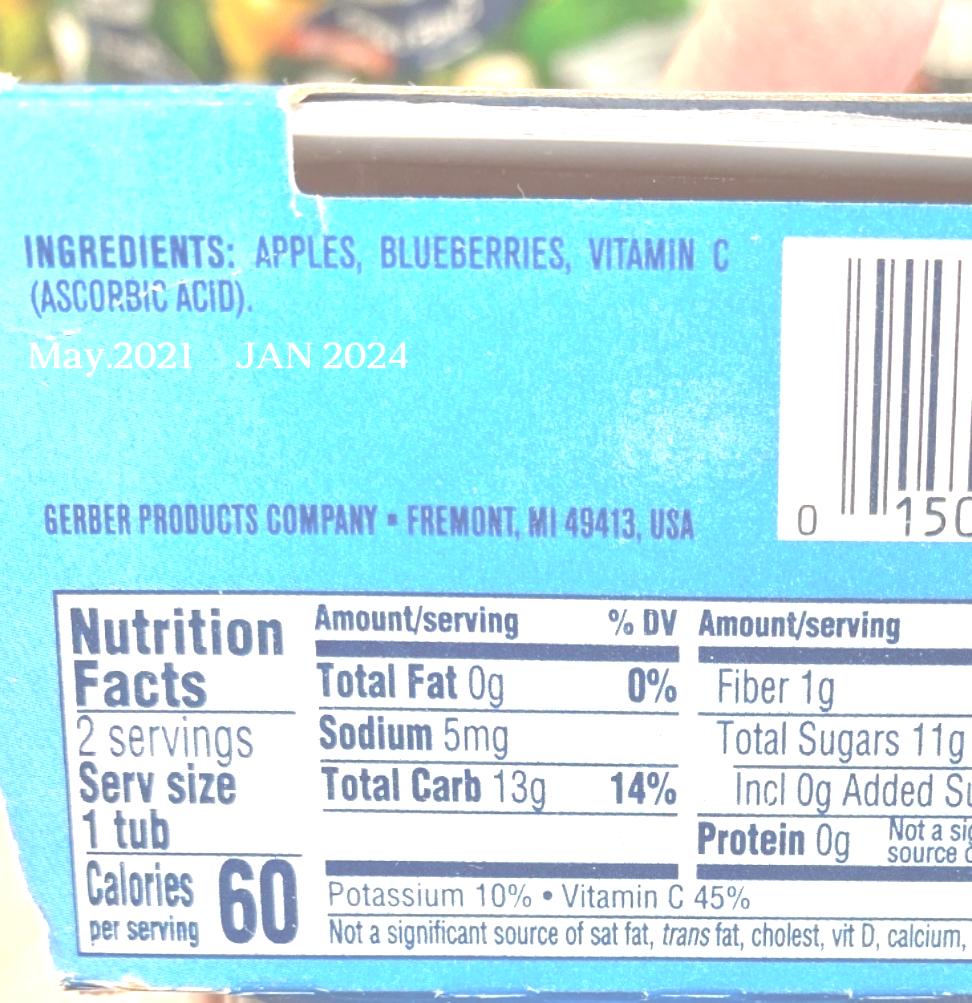 INGREDIENTS: APPLES, BLUEBERRIES, VITAMIN C
(ASCORBIC ACID).
May.2021 JAN 2024
GERBER PRODUCTS COMPANY ▪ FREMONT, MI 49413, USA
0 150
Nutrition
Facts
2 servings
Serv size
1 tub
Calories 60
per serving
Amount/serving % DV
Total Fat 0g 0%
Sodium 5mg
Total Carb 13g 14%
Amount/serving
Fiber 1g
Total Sugars 11g
Incl 0g Added Su
Protein 0g Not a sig
source o
Potassium 10% • Vitamin C 45%
Not a significant source of sat fat, trans fat, cholest, vit D, calcium,